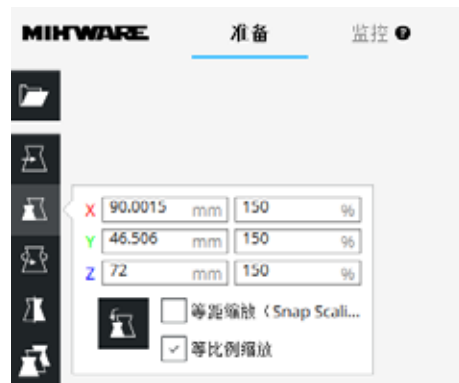 MIHWARE 准备 监控 ?
X 90.0015 mm 150 %
Y 46.506 mm 150 %
Z 72 mm 150 %
等距缩放（Snap Scali...
等比例缩放